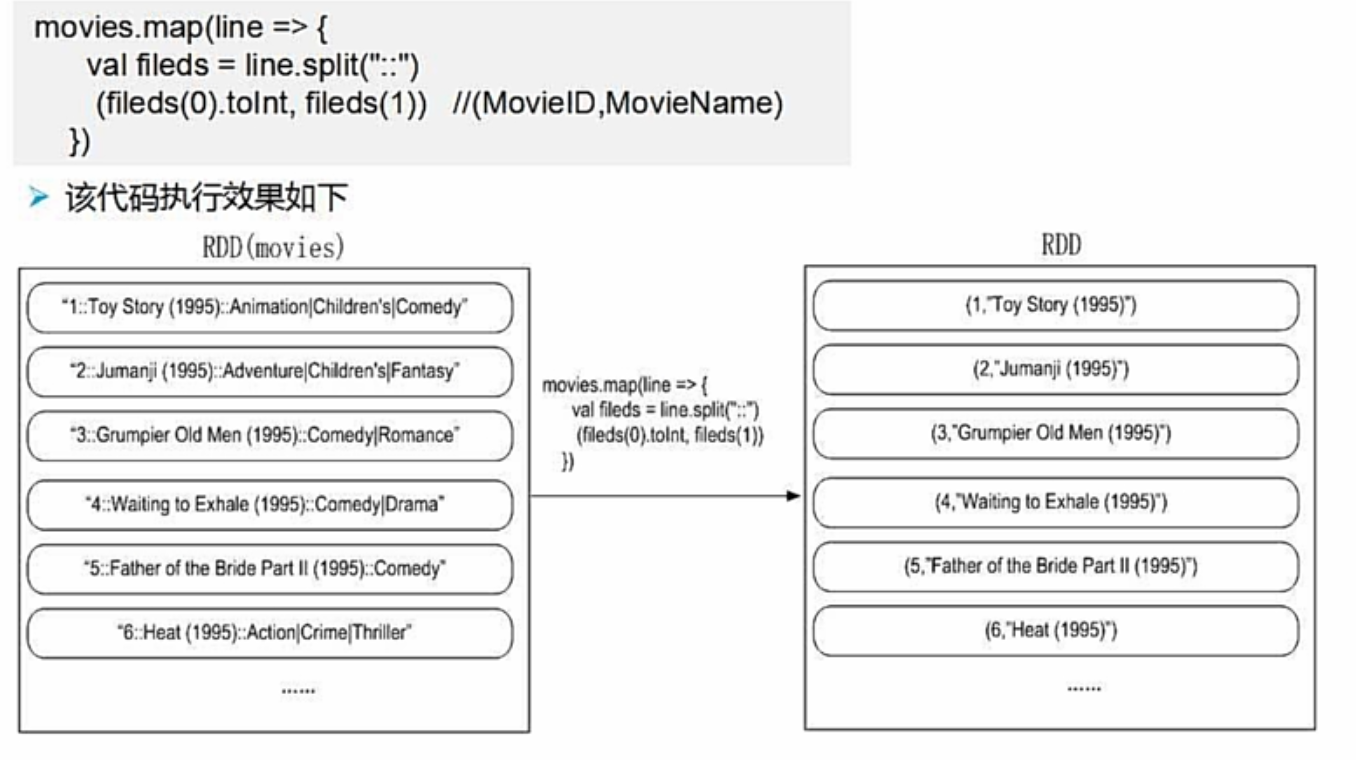 movies.map(line => {
val fileds = line.split("::")
(fileds(0).toInt, fileds(1)) //(MovieID,MovieName)
})
➢ 该代码执行效果如下
RDD(movies)
“1::Toy Story (1995)::Animation|Children's|Comedy”
“2::Jumanji (1995)::Adventure|Children's|Fantasy”
“3::Grumpier Old Men (1995)::Comedy|Romance”
“4::Waiting to Exhale (1995)::Comedy|Drama”
“5::Father of the Bride Part II (1995)::Comedy”
“6::Heat (1995)::Action|Crime|Thriller”
......
movies.map(line => {
val fileds = line.split("::")
(fileds(0).toInt, fileds(1))
})
RDD
(1,”Toy Story (1995)”)
(2,”Jumanji (1995)”)
(3,”Grumpier Old Men (1995)”)
(4,”Waiting to Exhale (1995)”)
(5,”Father of the Bride Part II (1995)”)
(6,”Heat (1995)”)
......